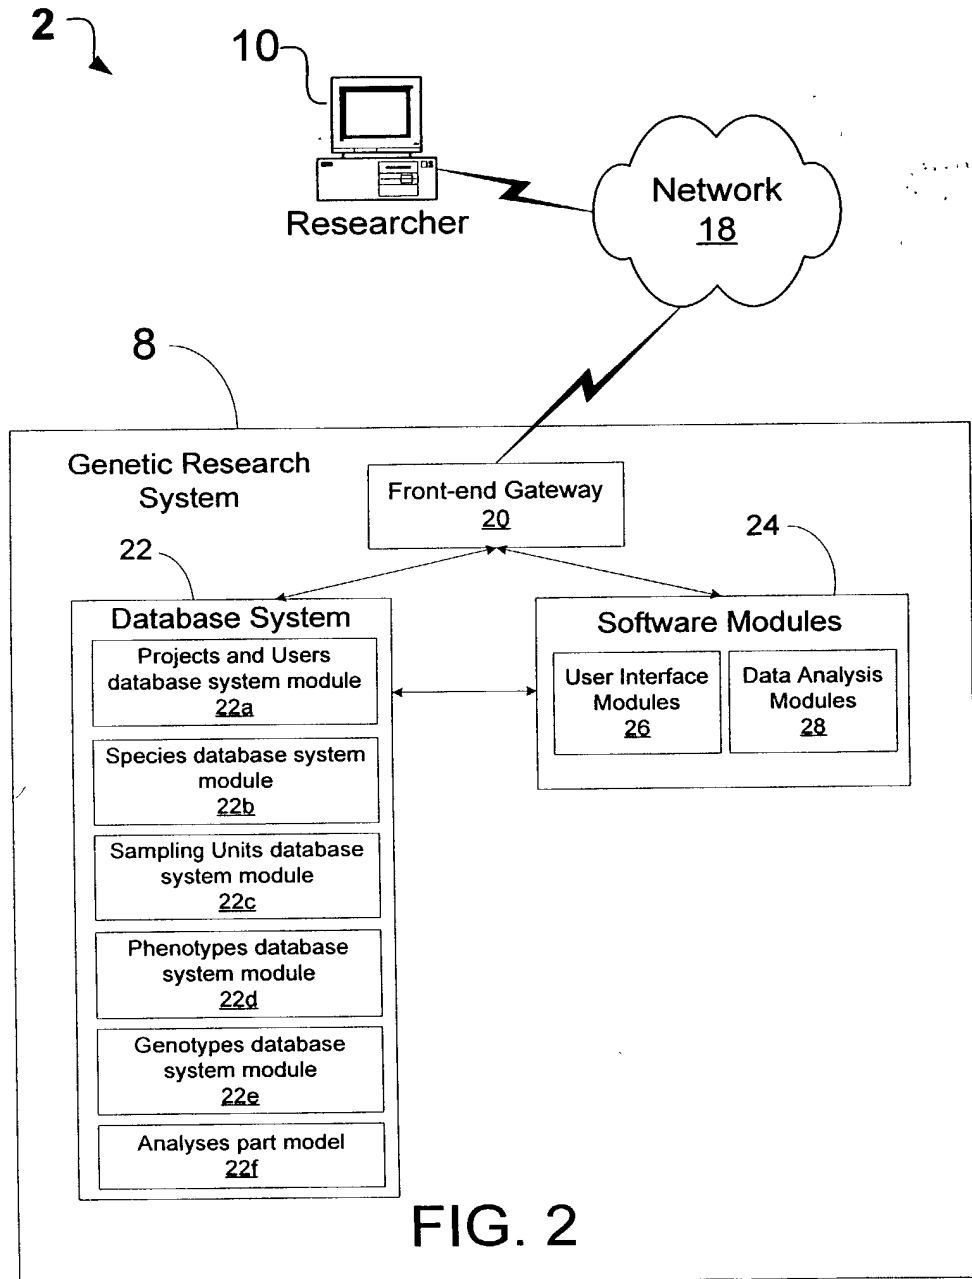 2
10
Researcher
Network
18
8
Genetic Research
System
Front-end Gateway
20
22
24
Database System
Projects and Users
database system module
22a
Species database system
module
22b
Sampling Units database
system module
22c
Phenotypes database
system module
22d
Genotypes database
system module
22e
Analyses part model
22f
Software Modules
User Interface
Modules
26
Data Analysis
Modules
28
FIG. 2